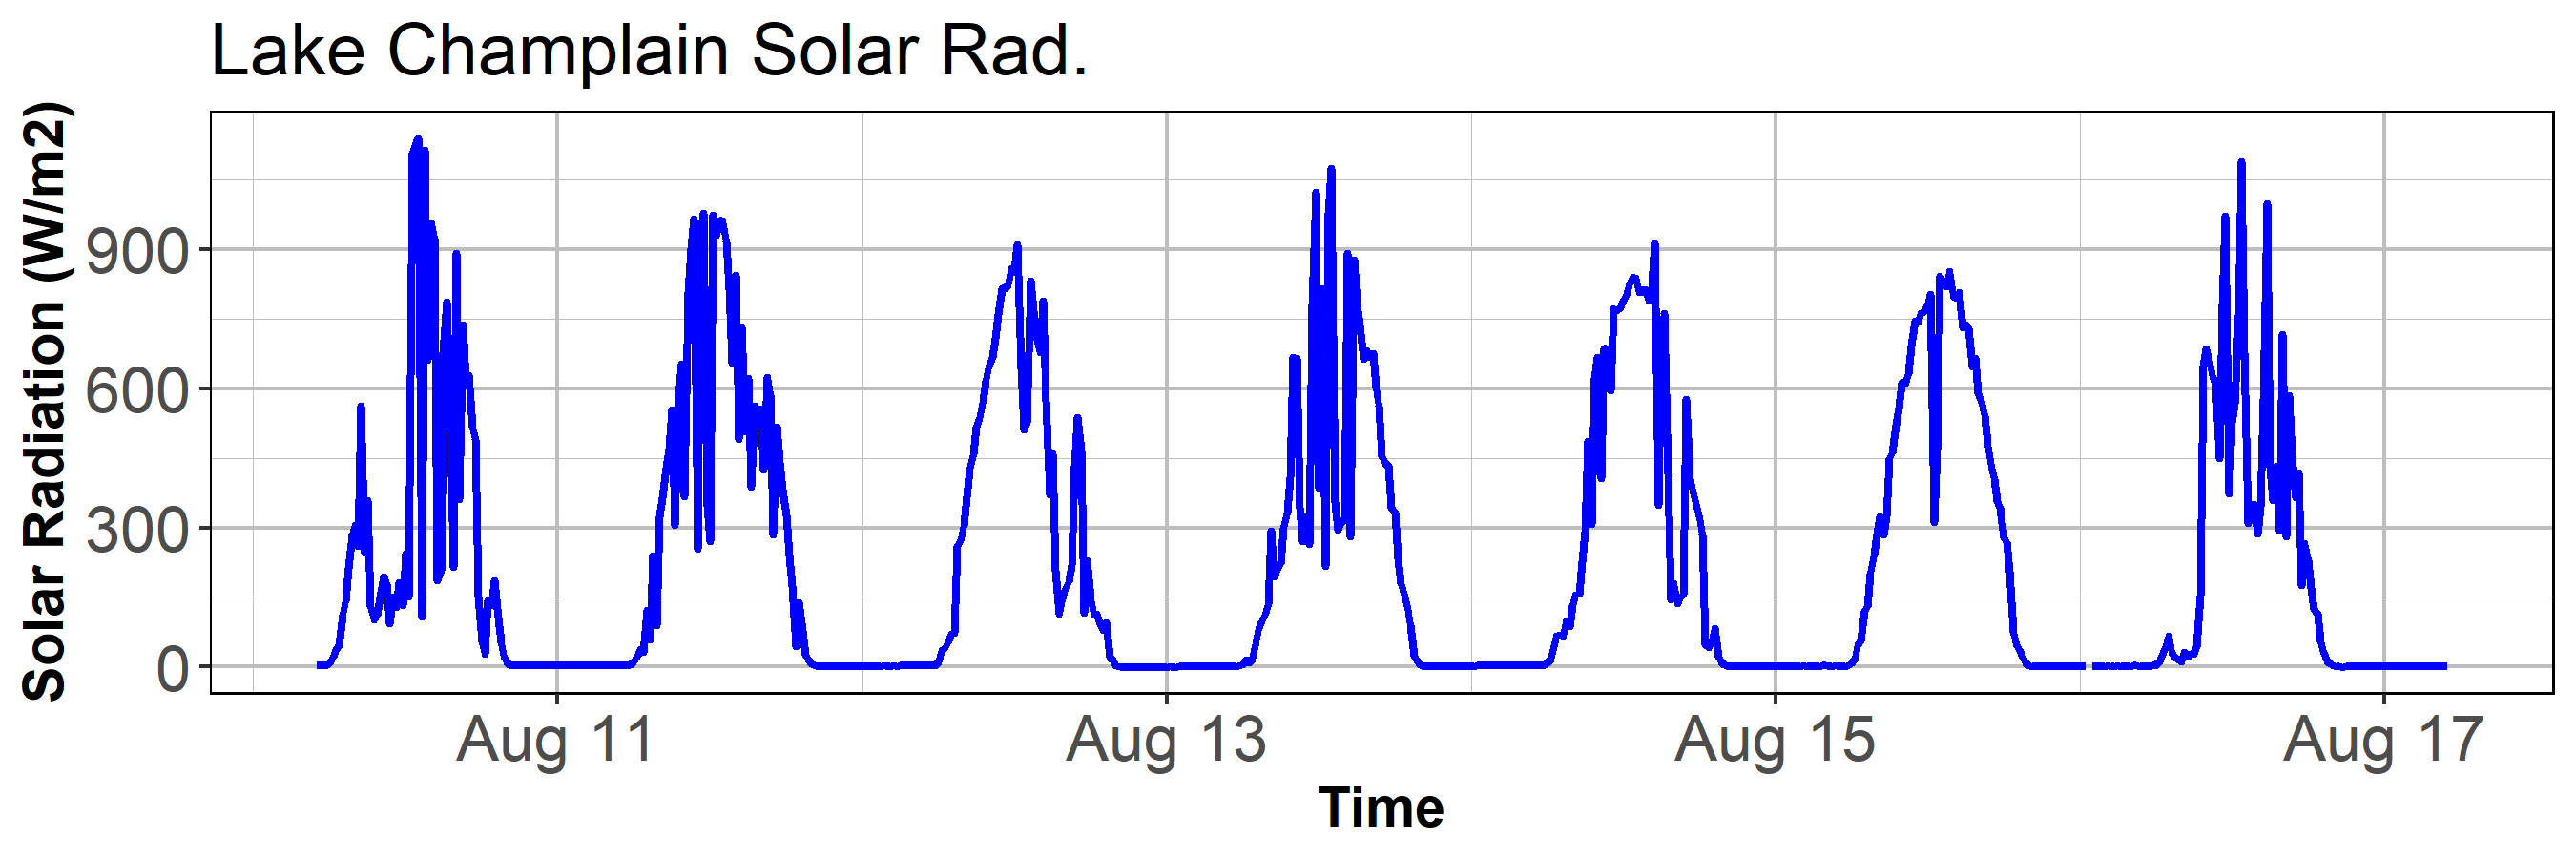 Lake Champlain Solar Rad.
Solar Radiation (W/m2)
900
600
300
0
Aug 11
Aug 13
Aug 15
Aug 17
Time